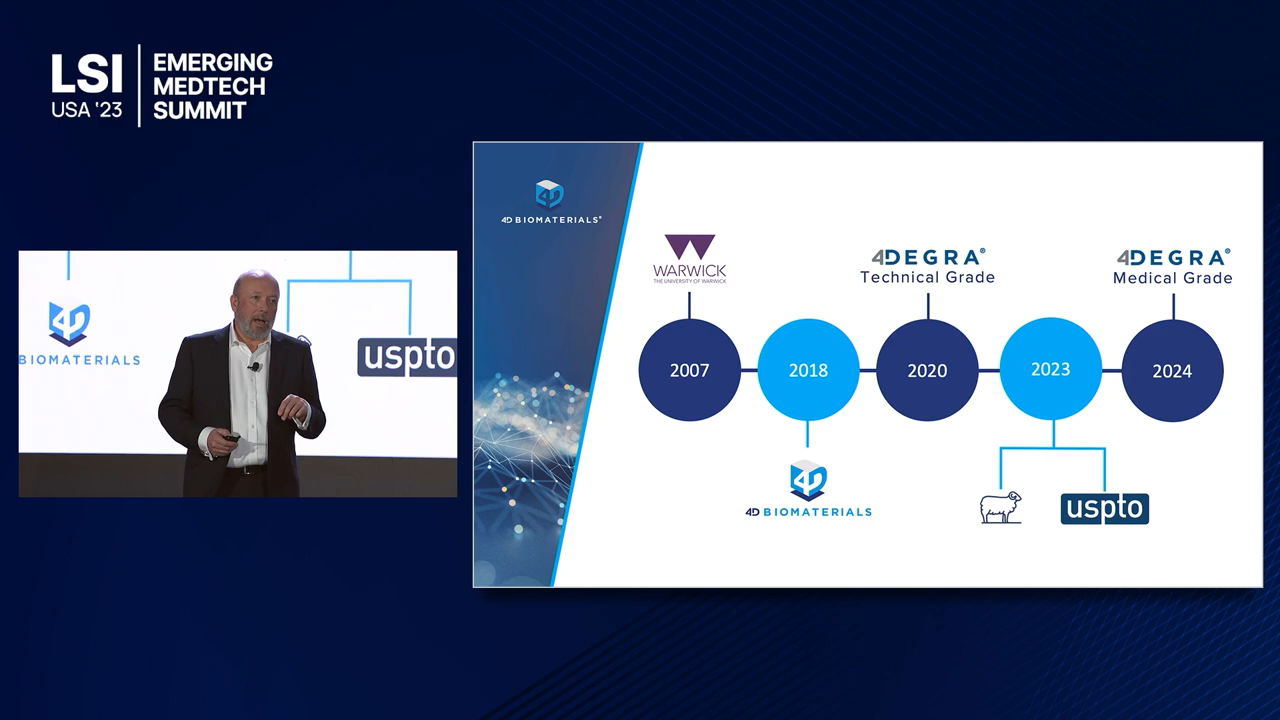 LSI
USA '23
EMERGING
MEDTECH
SUMMIT
4D BIOMATERIALS®
WARWICK
THE UNIVERSITY OF WARWICK
4DEGRA®
Technical Grade
4DEGRA®
Medical Grade
2007
2018
2020
2023
2024
4D
4D BIOMATERIALS
uspto
4D
BIOMATERIALS
uspto